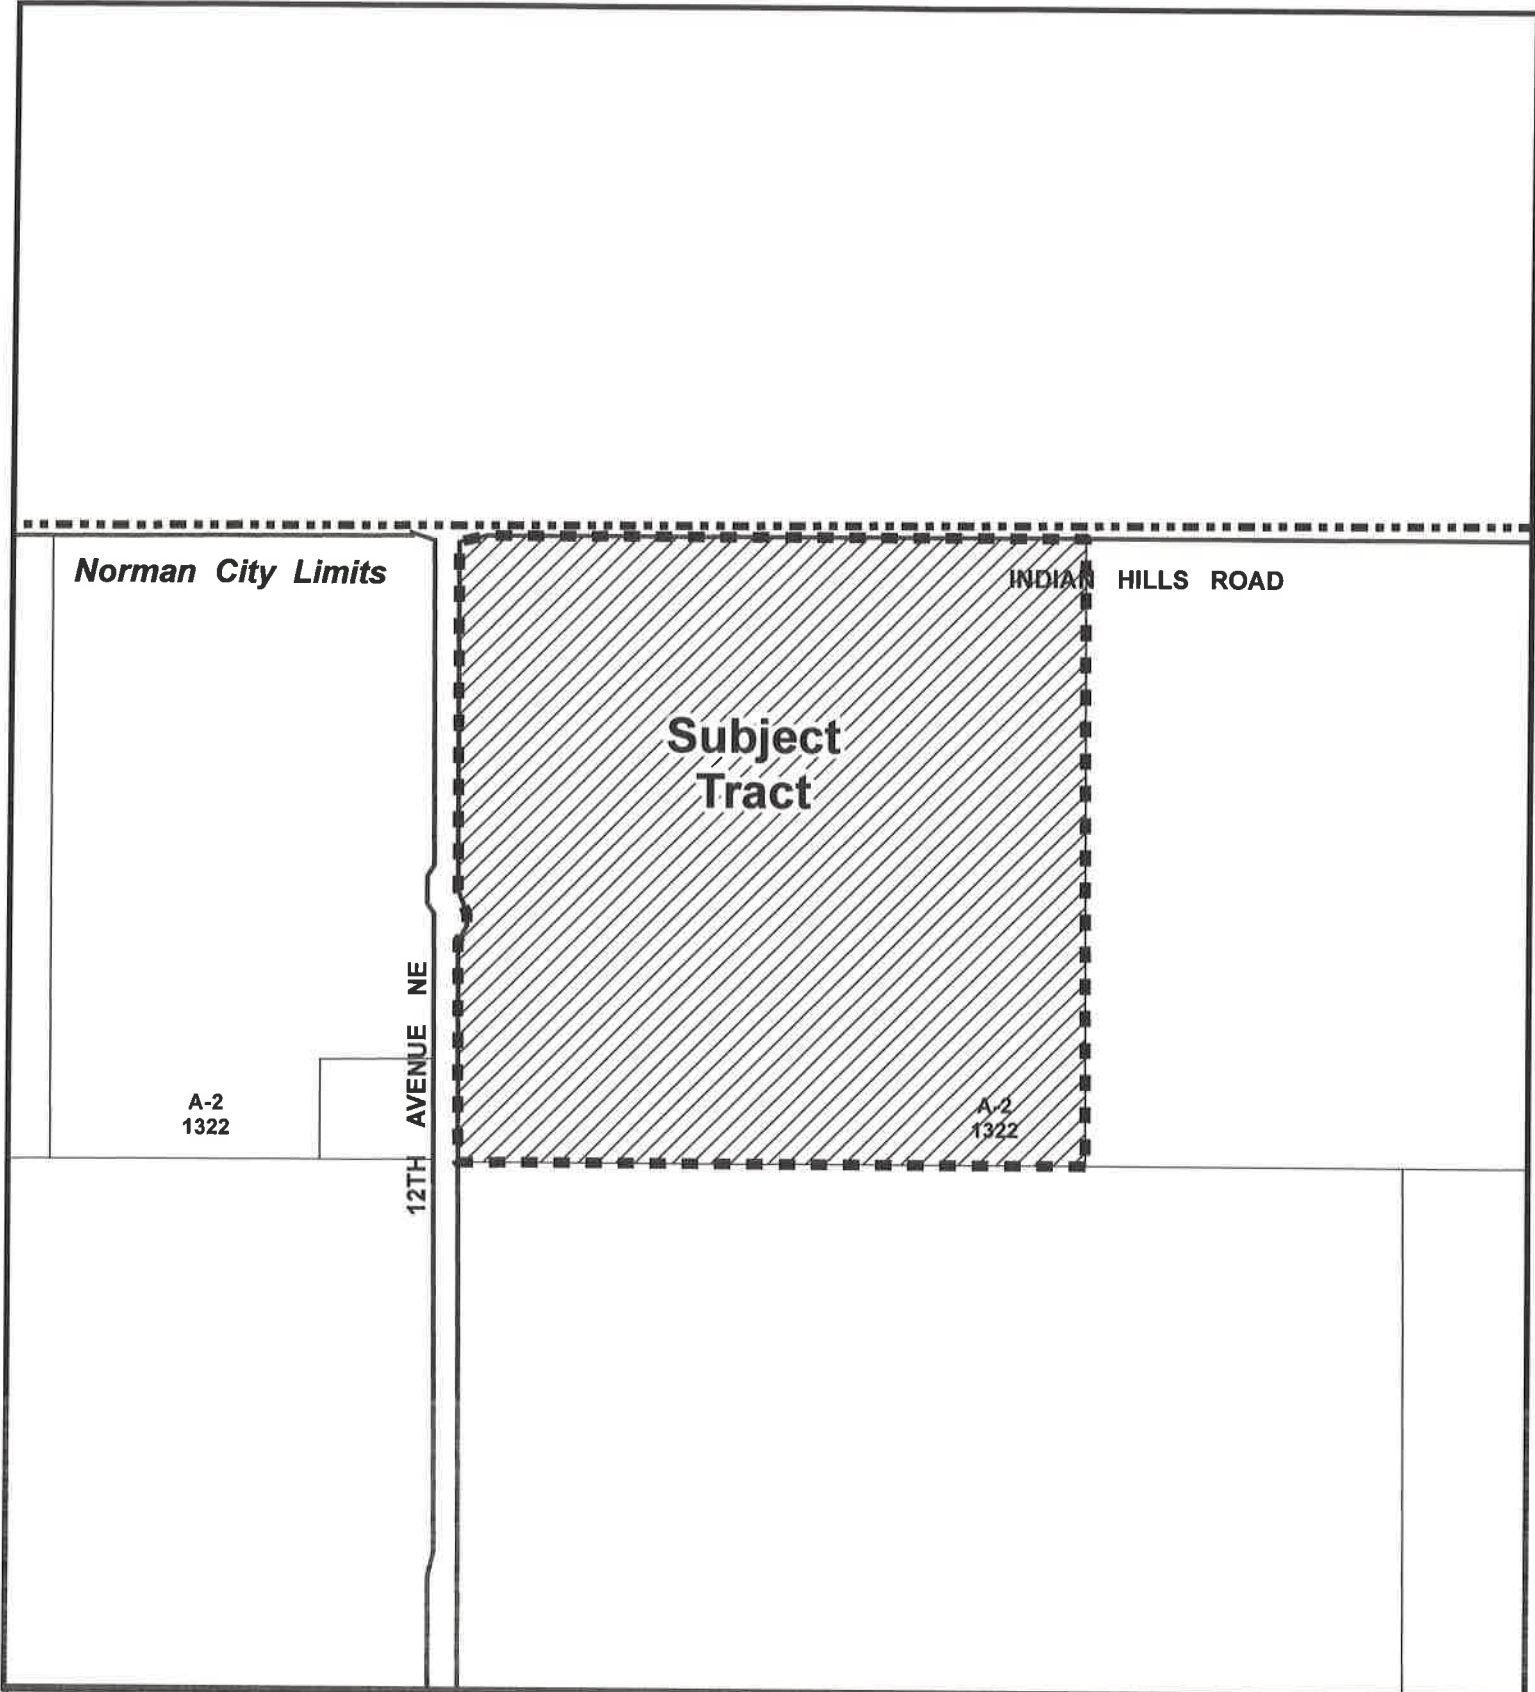 Norman City Limits
INDIAN HILLS ROAD
Subject
Tract
12TH AVENUE NE
A-2
1322
A-2
1322